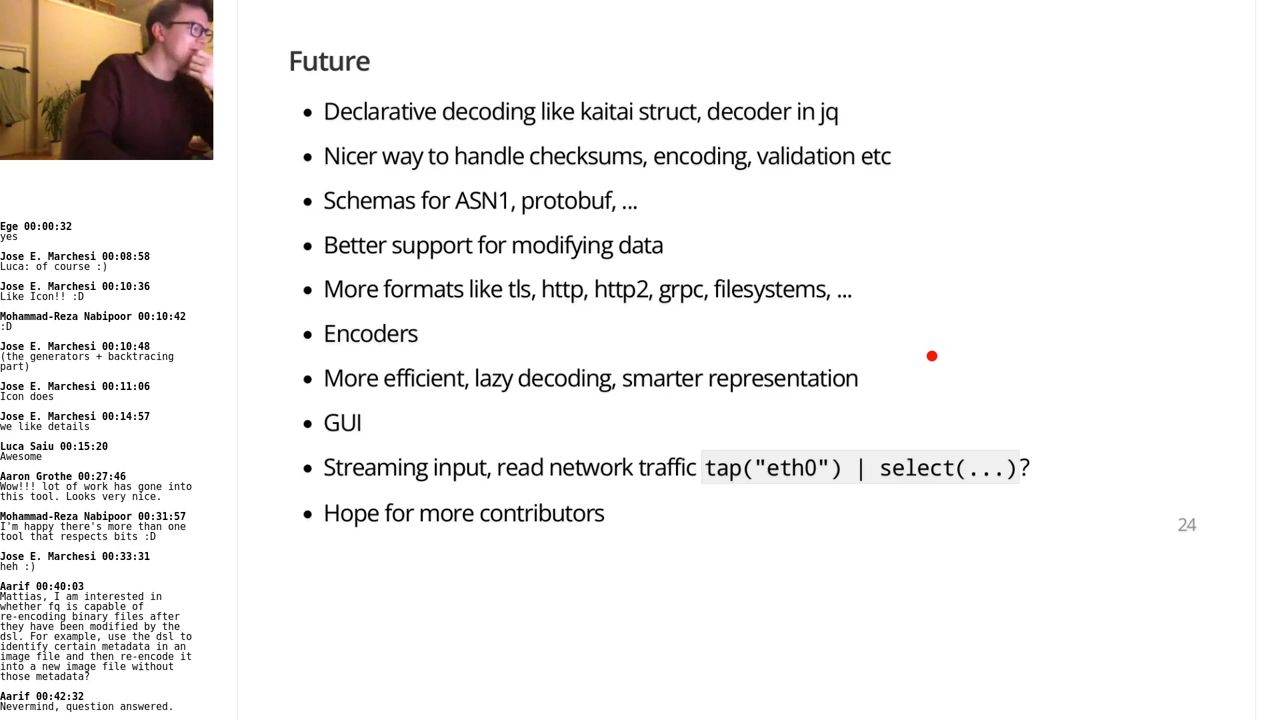 Future
Declarative decoding like kaitai struct, decoder in jq
Nicer way to handle checksums, encoding, validation etc
Schemas for ASN1, protobuf, ...
Better support for modifying data
More formats like tls, http, http2, grpc, filesystems, ...
Encoders
More efficient, lazy decoding, smarter representation
GUI
Streaming input, read network traffic tap("eth0") | select(...)?
Hope for more contributors
24
Ege 00:00:32
yes
Jose E. Marchesi 00:08:58
Luca: of course :)
Jose E. Marchesi 00:10:36
Like Icon!! :D
Mohammad-Reza Nabipoor 00:10:42
:D
Jose E. Marchesi 00:10:48
(the generators + backtracing
part)
Jose E. Marchesi 00:11:06
Icon does
Jose E. Marchesi 00:14:57
we like details
Luca Saiu 00:15:20
Awesome
Aaron Grothe 00:27:46
Wow!!! lot of work has gone into
this tool. Looks very nice.
Mohammad-Reza Nabipoor 00:31:57
I'm happy there's more than one
tool that respects bits :D
Jose E. Marchesi 00:33:31
heh :)
Aarif 00:40:03
Mattias, I am interested in
whether fq is capable of
re-encoding binary files after
they have been modified by the
dsl. For example, use the dsl to
identify certain metadata in an
image file and then re-encode it
into a new image file without
those metadata?
Aarif 00:42:32
Nevermind, question answered.